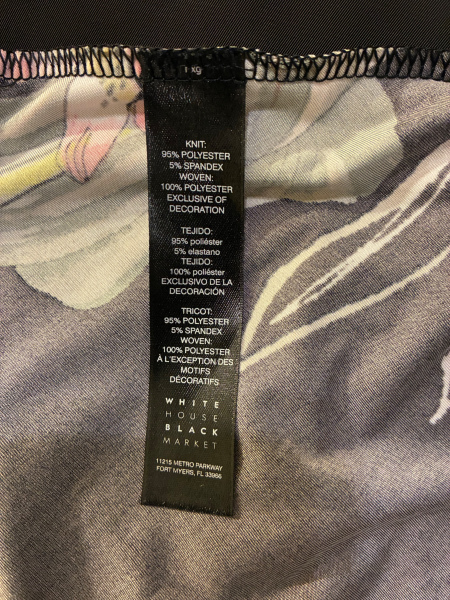 KNIT:
95% POLYESTER
5% SPANDEX
WOVEN:
100% POLYESTER
EXCLUSIVE OF
DECORATION
TEJIDO:
95% poliéster
5% elastano
TEJIDO:
100% poliéster
EXCLUSIVO DE LA
DECORACIÓN
TRICOT:
95% POLYESTER
5% SPANDEX
WOVEN:
100% POLYESTER
À L'EXCEPTION DES
MOTIFS
DÉCORATIFS
WHITE
HOUSE
BLACK
MARKET
11215 METRO PARKWAY
FORT MYERS, FL 33966